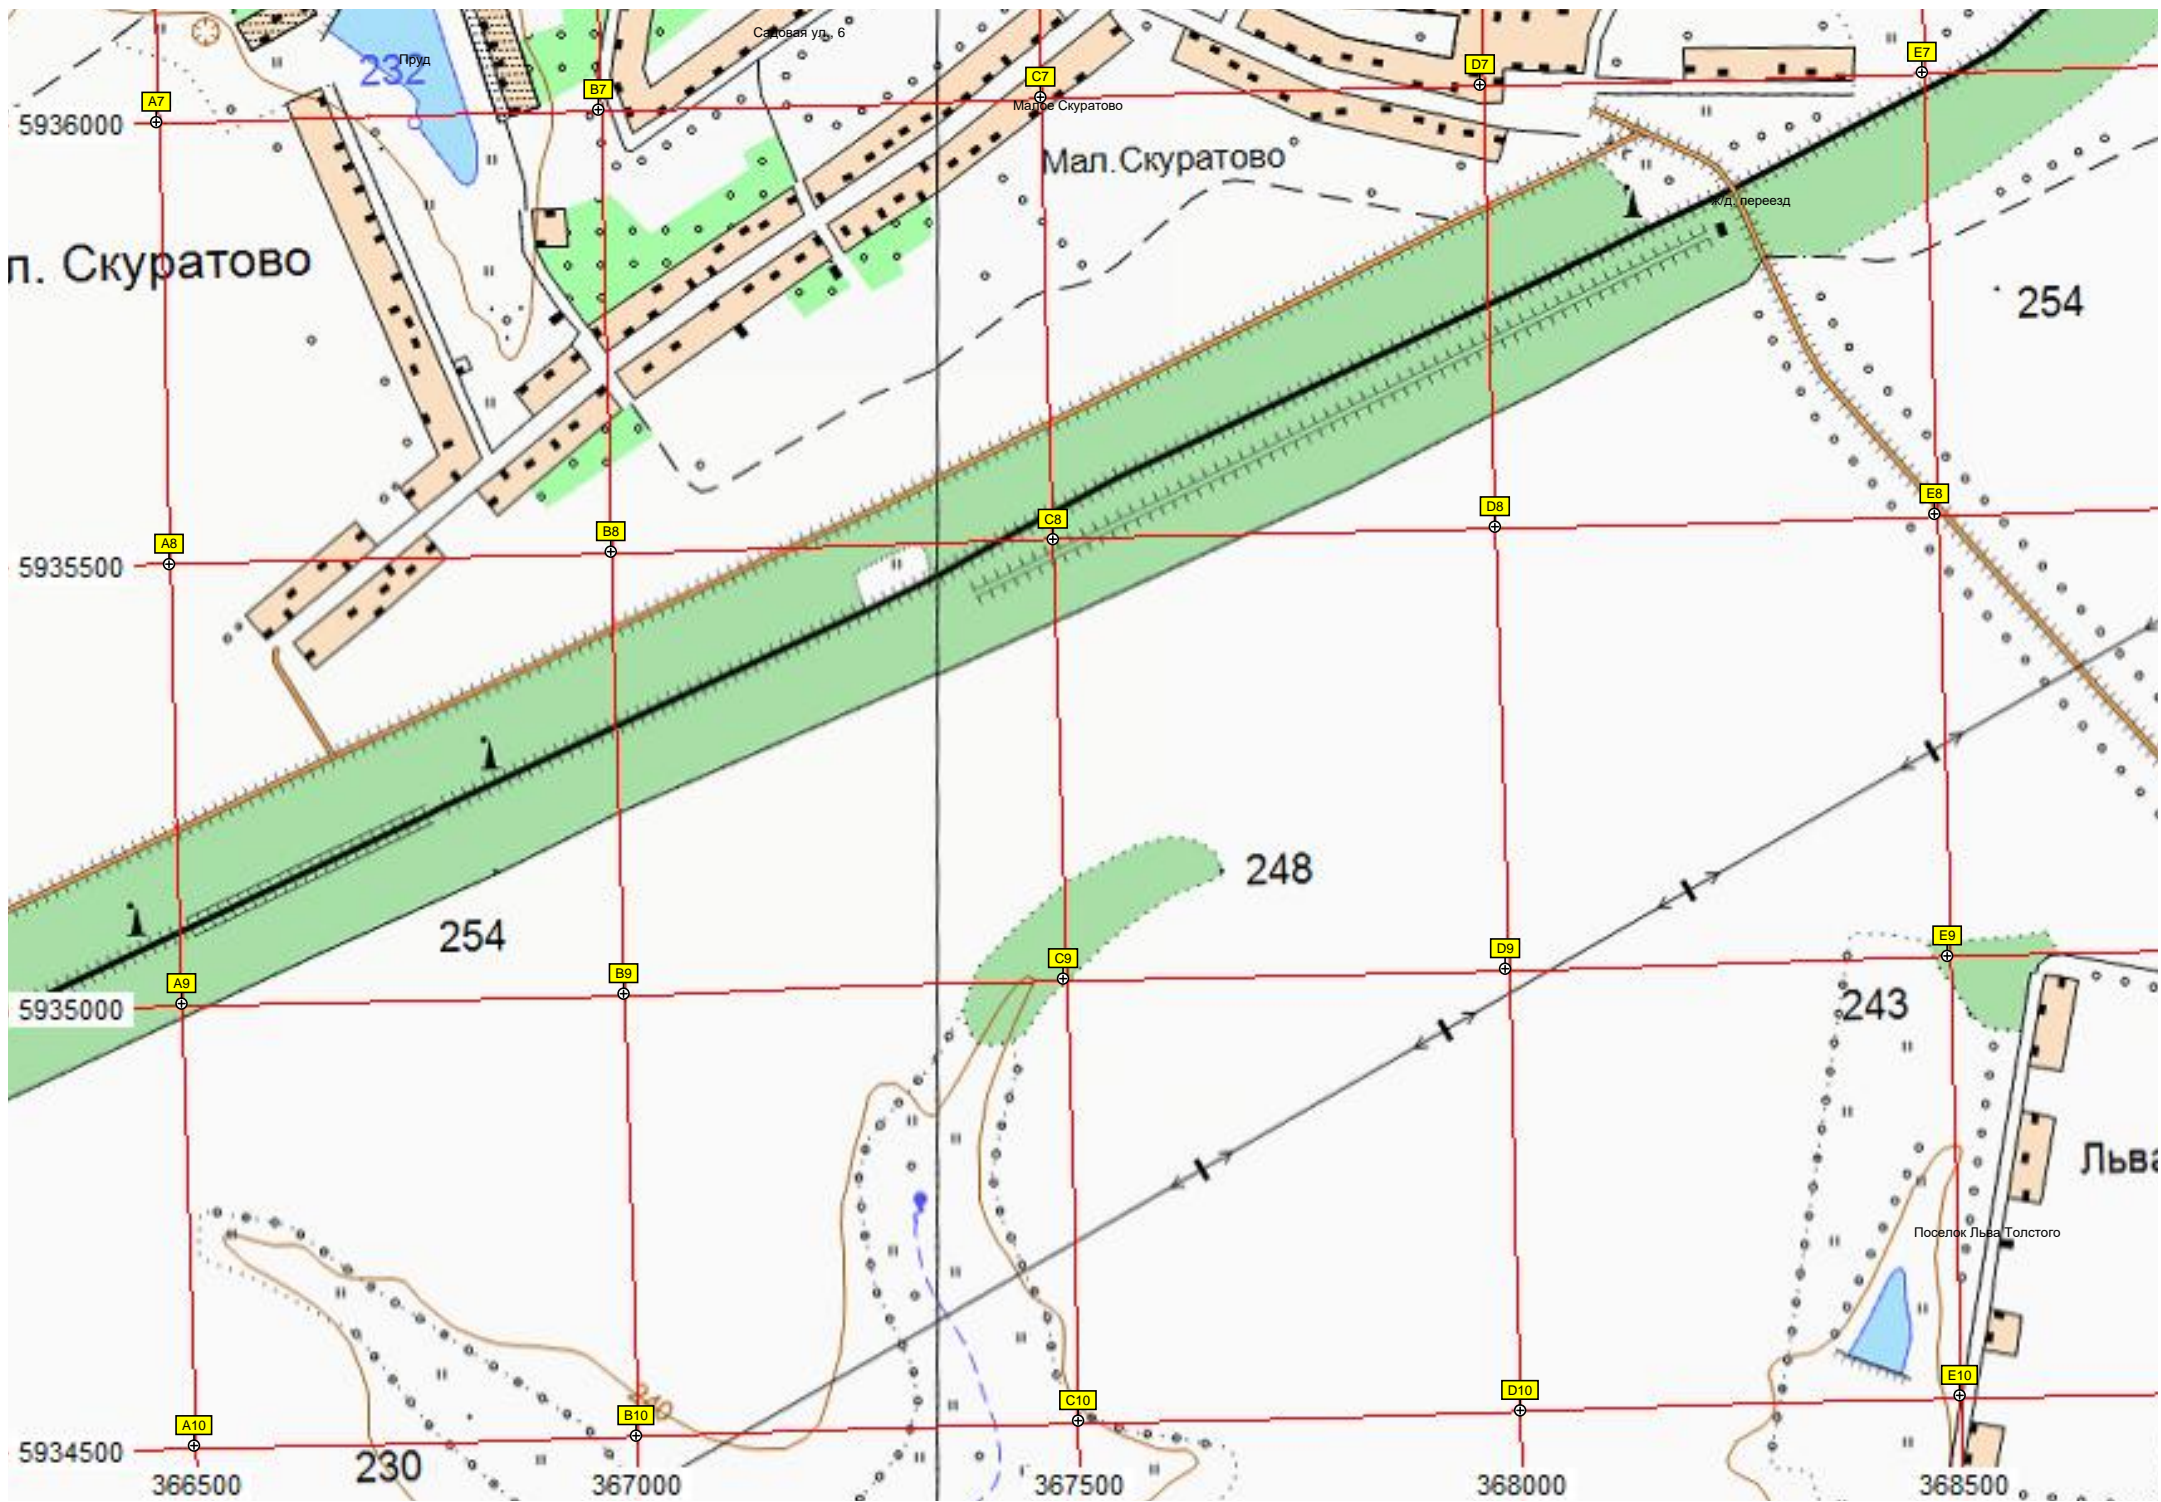 Садовая ул., 6
Пруд
232
A7
B7
C7
D7
E7
5936000
Малое Скуратово
Мал.Скуратово
ж/д. переезд
л. Скуратово
254
A8
B8
C8
D8
E8
5935500
248
254
A9
B9
C9
D9
E9
5935000
243
Льва
Поселок Льва Толстого
A10
B10
C10
D10
E10
240
5934500
230
366500
367000
367500
368000
368500